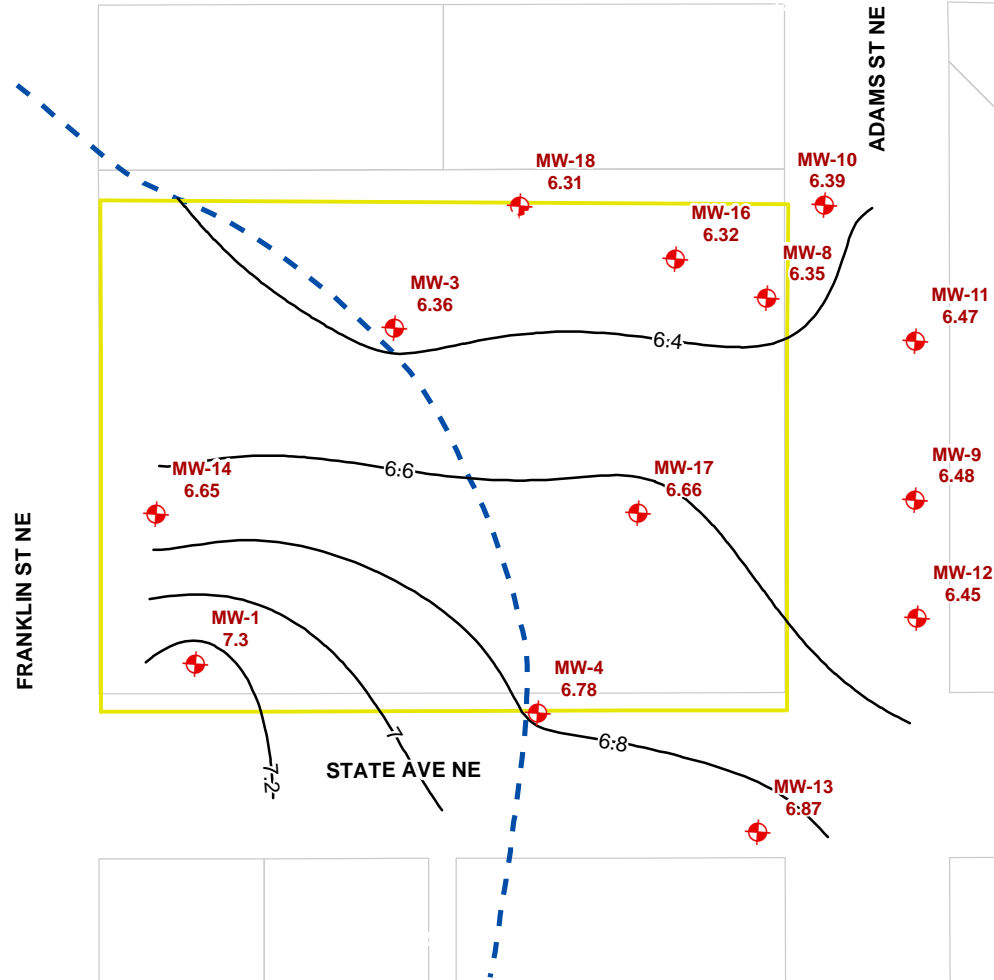 ADAMS ST NE
MW-18
6.31
MW-10
6.39
MW-16
6.32
MW-8
6.35
MW-3
6.36
MW-11
6.47
6.4
6.6
MW-14
6.65
MW-17
6.66
MW-9
6.48
FRANKLIN ST NE
MW-12
6.45
MW-1
7.3
MW-4
6.78
7
6.8
STATE AVE NE
7.2
MW-13
6.87